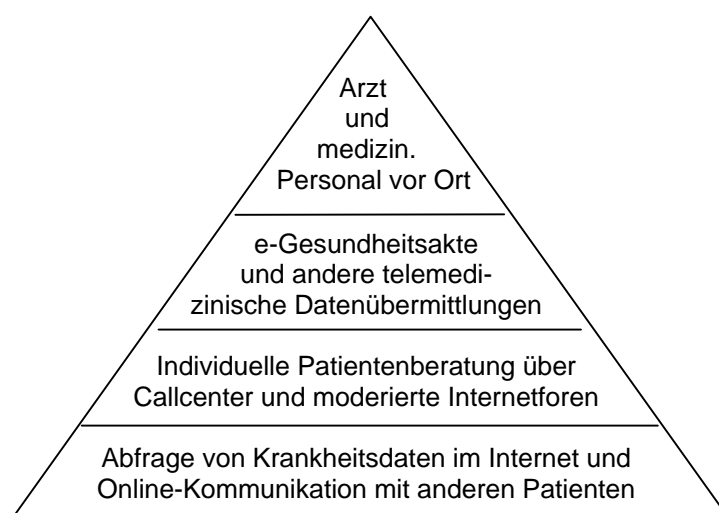 Arzt
und
medizin.
Personal vor Ort
e-Gesundheitsakte
und andere telemedi-
zinische Datenübermittlungen
Individuelle Patientenberatung über
Callcenter und moderierte Internetforen
Abfrage von Krankheitsdaten im Internet und
Online-Kommunikation mit anderen Patienten